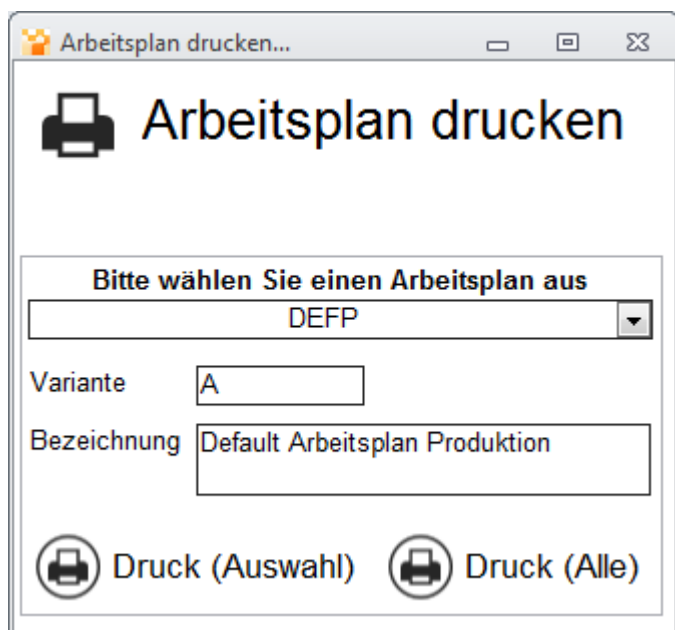 Arbeitsplan drucken...
Arbeitsplan drucken
Bitte wählen Sie einen Arbeitsplan aus
DEFP
Variante A
Bezeichnung Default Arbeitsplan Produktion
Druck (Auswahl) Druck (Alle)